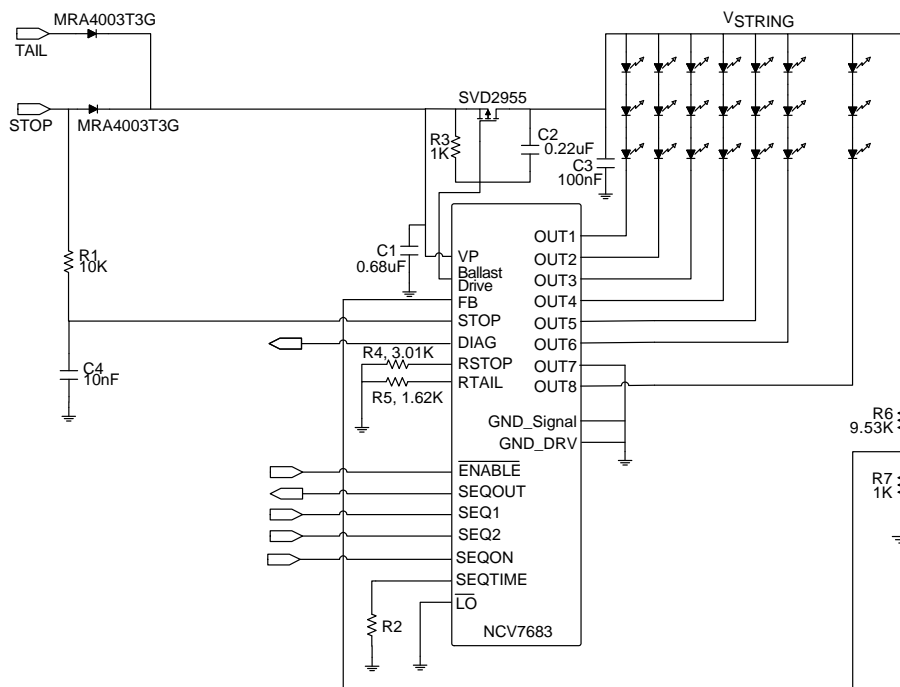 MRA4003T3G
TAIL
STOP
MRA4003T3G
VSTRING
SVD2955
R3
1K
C2
0.22uF
C3
100nF
R1
10K
C4
10nF
C1
0.68uF
VP
Ballast
Drive
FB
STOP
DIAG
RSTOP
RTAIL
R4, 3.01K
R5, 1.62K
ENABLE
SEQOUT
SEQ1
SEQ2
SEQON
SEQTIME
LO
R2
OUT1
OUT2
OUT3
OUT4
OUT5
OUT6
OUT7
OUT8
GND_Signal
GND_DRV
NCV7683
R6
9.53K
R7
1K